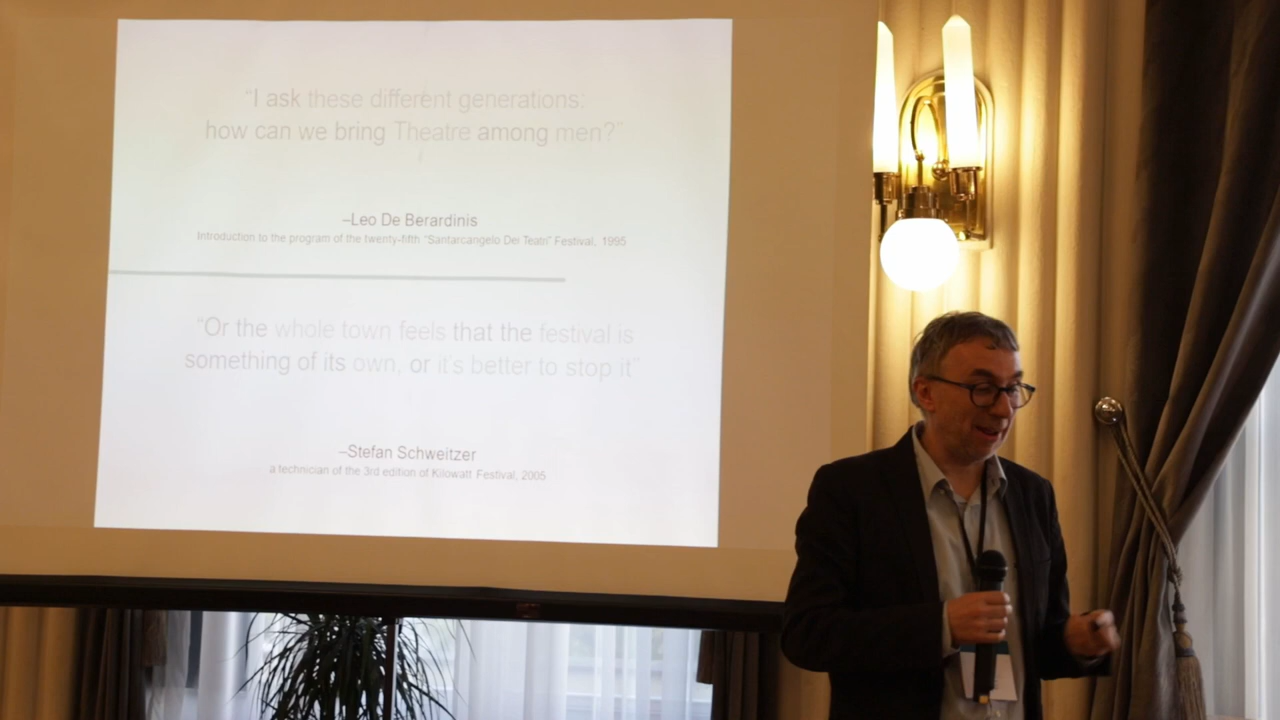 “I ask these different generations:
how can we bring Theatre among men?”
–Leo De Berardinis
Introduction to the program of the twenty-fifth “Santarcangelo Dei Teatri” Festival, 1995
“Or the whole town feels that the festival is
something of its own, or it’s better to stop it”
–Stefan Schweitzer
a technician of the 3rd edition of Kilowatt Festival, 2005